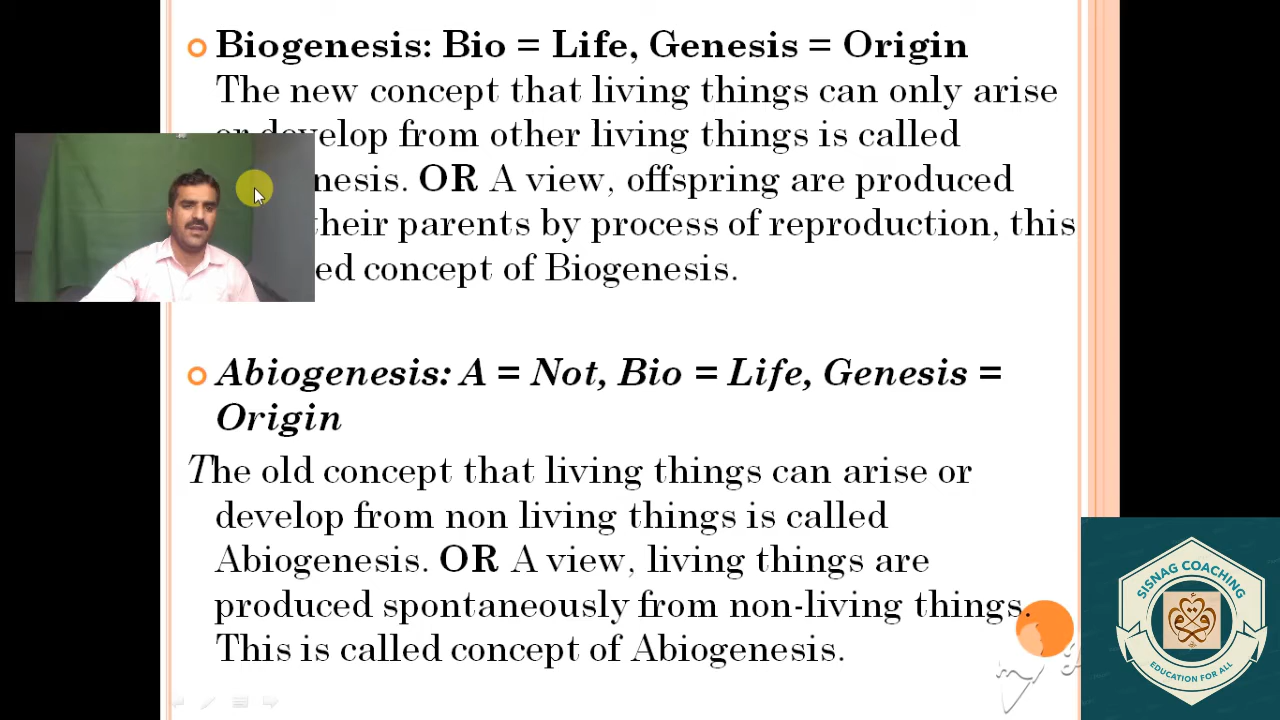 Biogenesis: Bio = Life, Genesis = Origin
The new concept that living things can only arise
or develop from other living things is called
nesis. OR A view, offspring are produced
their parents by process of reproduction, this
ed concept of Biogenesis.
Abiogenesis: A = Not, Bio = Life, Genesis =
Origin
The old concept that living things can arise or
develop from non living things is called
Abiogenesis. OR A view, living things are
produced spontaneously from non-living things.
This is called concept of Abiogenesis.
SISNAG COACHING
EDUCATION FOR ALL